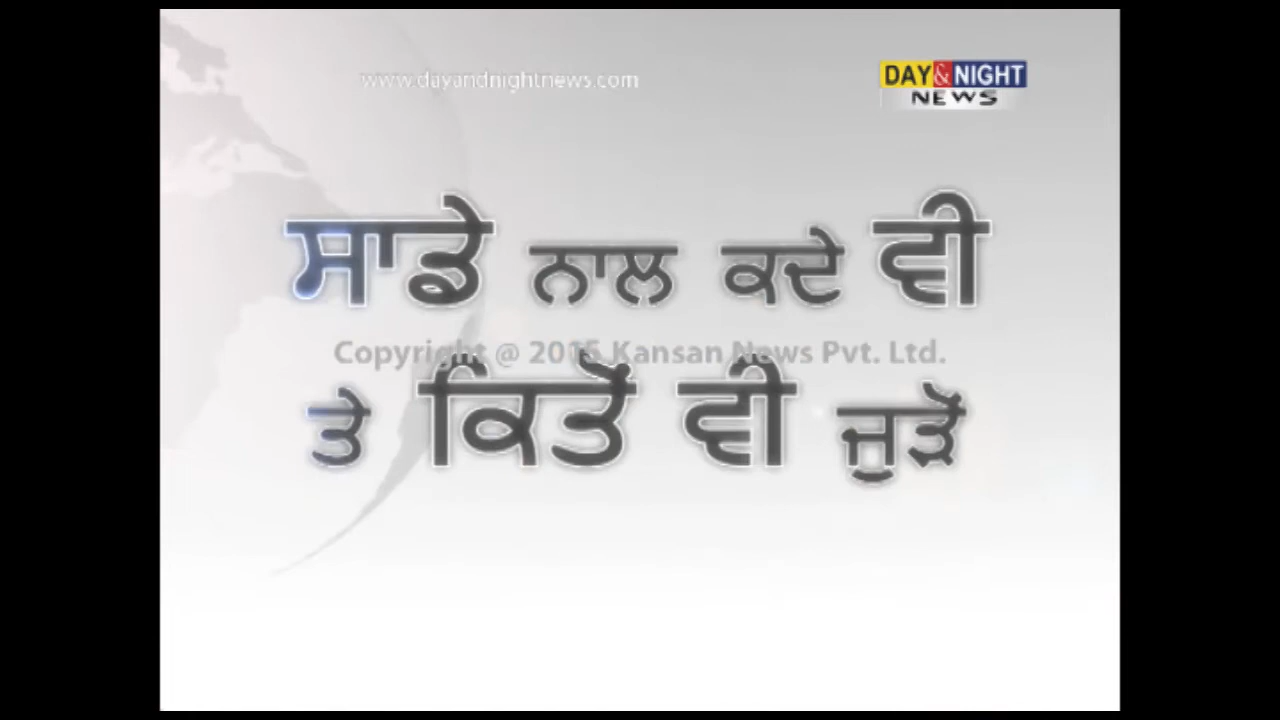 www.dayandnightnews.com
DAY&NIGHT
NEWS
ਸਾਡੇ ਨਾਲ ਕਦੇ ਵੀ
Copyright @ 2015 Kansan News Pvt. Ltd.
ਤੇ ਕਿਤੋਂ ਵੀ ਜੁੜੋਂ